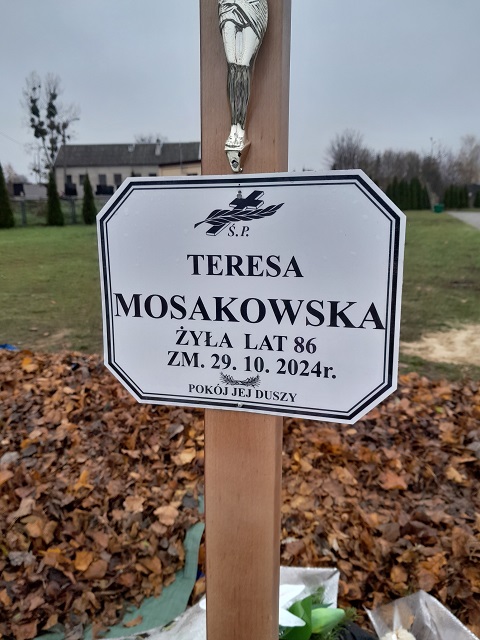 Ś.P.
TERESA
MOSAKOWSKA
ŻYŁA LAT 86
ZM. 29. 10. 2024r.
POKÓJ JEJ DUSZY